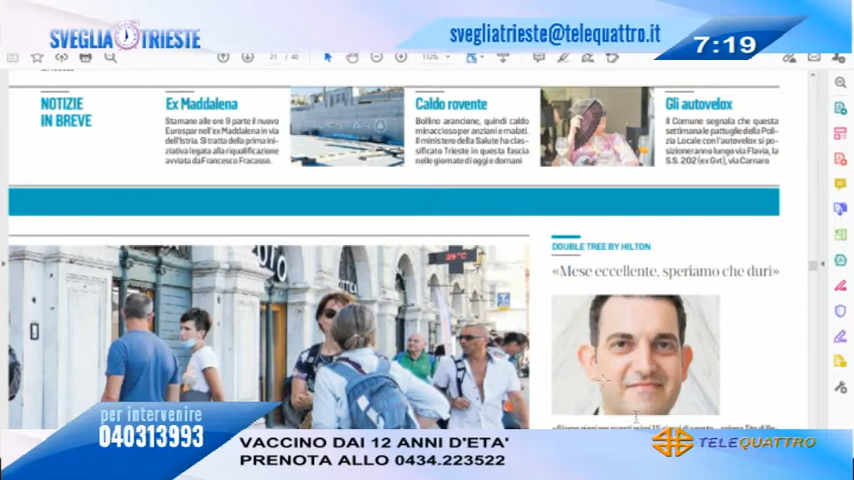 SVEGLIA TRIESTE
svegliatrieste@telequattro.it
7:19
21 / 40
112%
NOTIZIE
IN BREVE
Ex Maddalena
Stamane alle ore 9 parte il nuovo
Eurospar nell'ex Maddalena in via
dell'Istria. Si tratta della prima ini-
ziativa legata alla riqualificazione
avviata da Francesco Fracasso.
Caldo rovente
Bollino arancione, quindi caldo
minaccioso per anziani e malati.
Il ministero della Salute ha clas-
sificato Trieste in questa fascia
nelle giornate di oggi e domani
Gli autovelox
Il Comune segnala che questa
settimana le pattuglie della Poli-
zia Locale con l'autovelox si po-
sizioneranno lungo via Flavia, la
S.S. 202 (ex Gvt), via Carnaro
DOUBLE TREE BY HILTON
«Mese eccellente, speriamo che duri»
29°C
per intervenire
040313993
VACCINO DAI 12 ANNI D'ETA'
PRENOTA ALLO 0434.223522
TELEQUATTRO